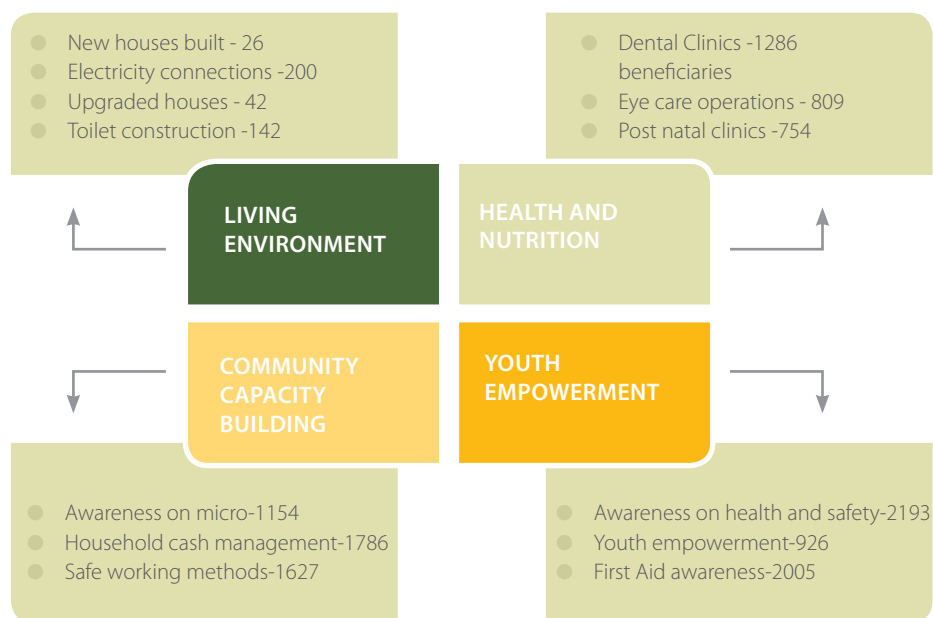 New houses built - 26
Electricity connections -200
Upgraded houses - 42
Toilet construction -142
Dental Clinics -1286
beneficiaries
Eye care operations - 809
Post natal clinics -754
LIVING
ENVIRONMENT
HEALTH AND
NUTRITION
COMMUNITY
CAPACITY
BUILDING
YOUTH
EMPOWERMENT
Awareness on micro-1154
Household cash management-1786
Safe working methods-1627
Awareness on health and safety-2193
Youth empowerment-926
First Aid awareness-2005